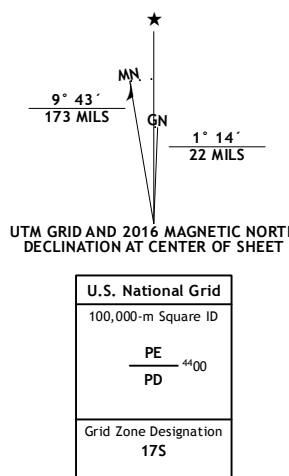 ★
MN
9° 43´
173 MILS
GN
1° 14´
22 MILS
UTM GRID AND 2016 MAGNETIC NORT
DECLINATION AT CENTER OF SHEET
U.S. National Grid
100,000-m Square ID
PE
4400
PD
Grid Zone Designation
17S